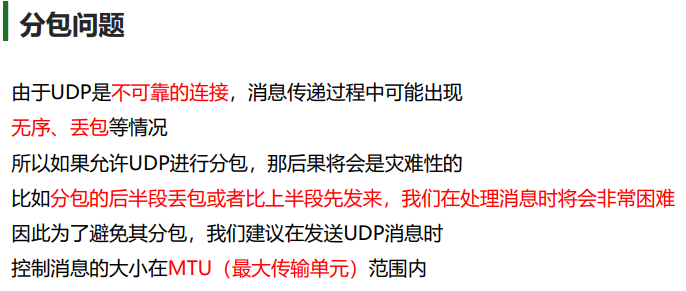 分包问题
由于UDP是不可靠的连接，消息传递过程中可能出现
无序、丢包等情况
所以如果允许UDP进行分包，那后果将会是灾难性的
比如分包的后半段丢包或者比上半段先发来，我们在处理消息时将会非常困难
因此为了避免其分包，我们建议在发送UDP消息时
控制消息的大小在MTU（最大传输单元）范围内